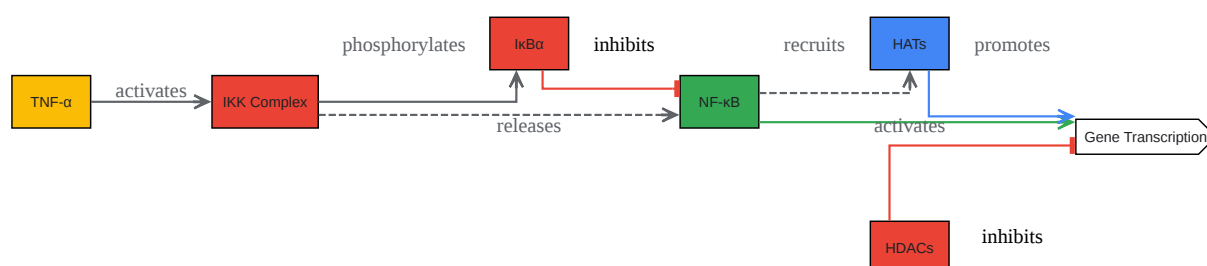 phosphorylates
IκBα
inhibits
recruits
HATs
promotes
TNF-α
activates
IKK Complex
releases
NF-κB
activates
Gene Transcription
HDACs
inhibits